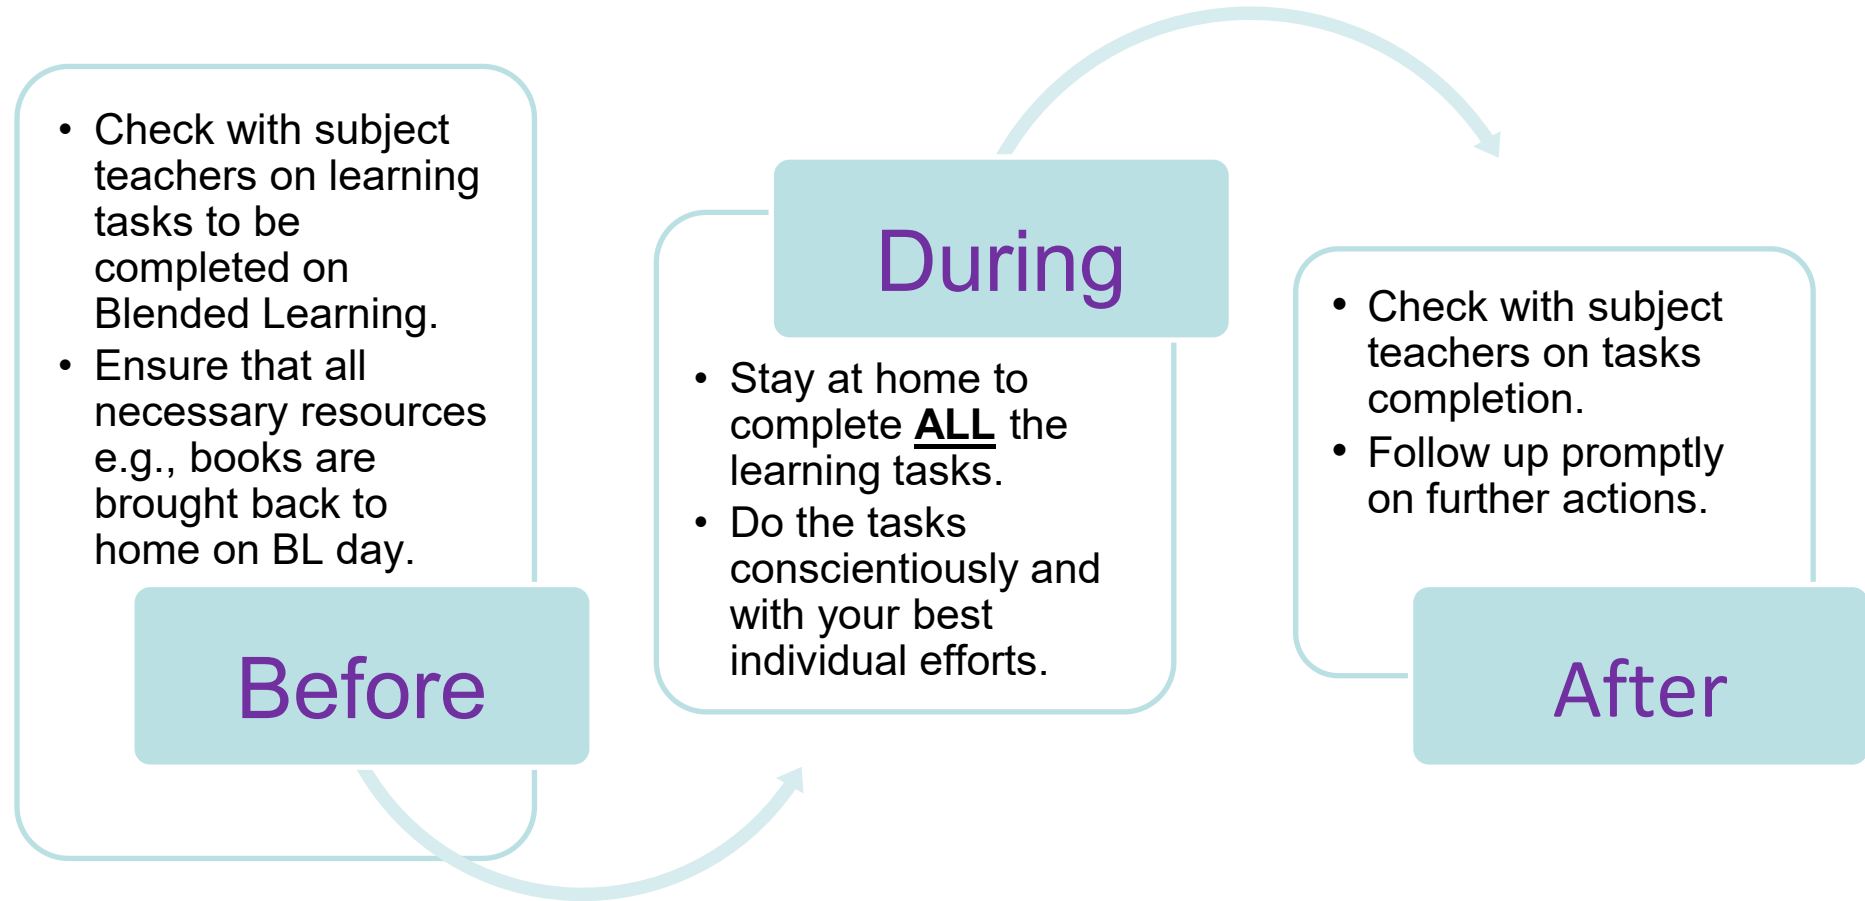 • Check with subject
teachers on learning
tasks to be
completed on
Blended Learning.
• Ensure that all
necessary resources
e.g., books are
brought back to
home on BL day.
Before
During
• Stay at home to
complete ALL the
learning tasks.
• Do the tasks
conscientiously and
with your best
individual efforts.
• Check with subject
teachers on tasks
completion.
• Follow up promptly
on further actions.
After